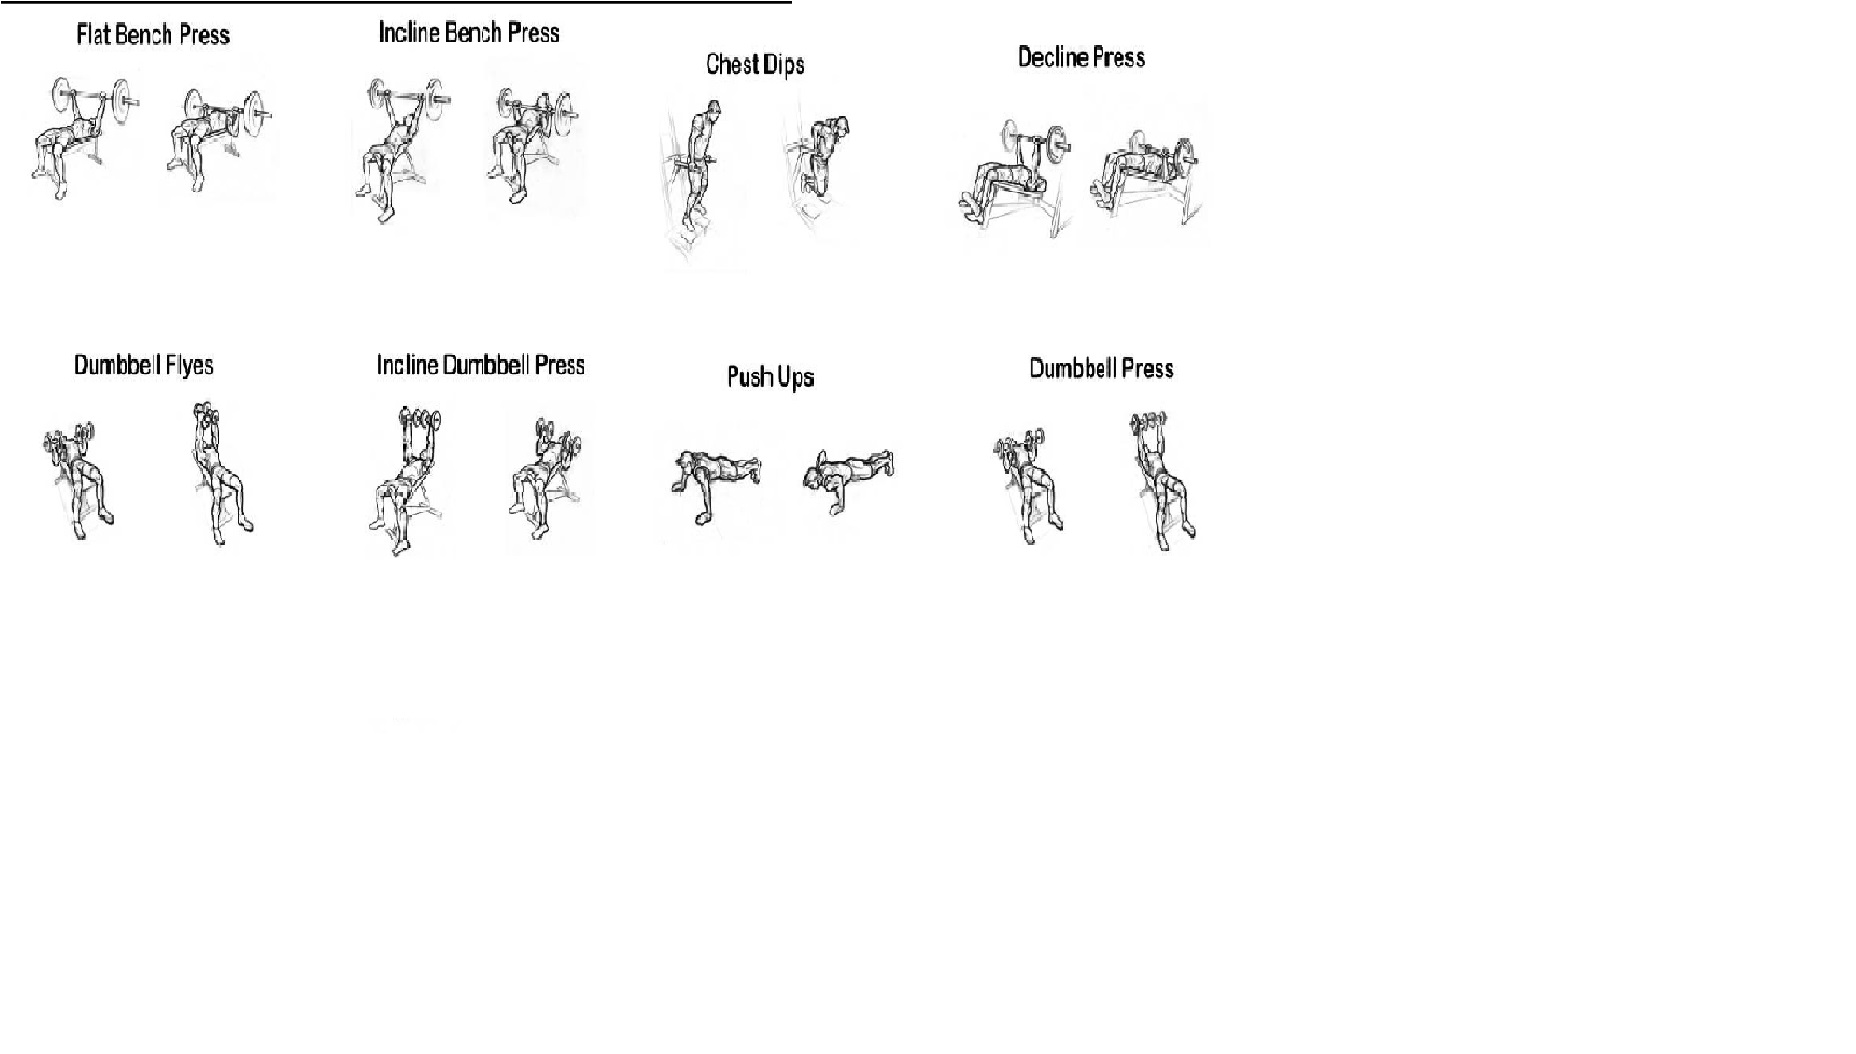 Flat Bench Press
Incline Bench Press
Chest Dips
Decline Press
Dumbbell Flyes
Incline Dumbbell Press
Push Ups
Dumbbell Press